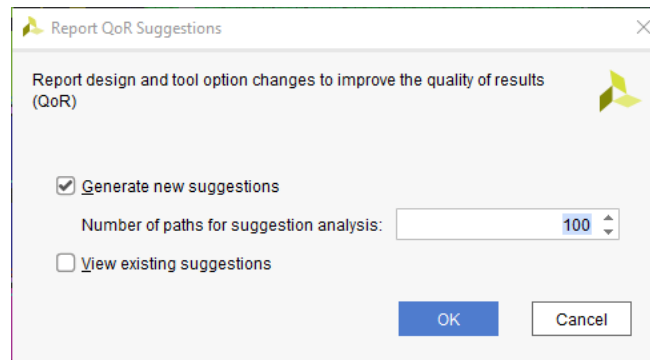 Report QoR Suggestions
Report design and tool option changes to improve the quality of results
(QoR)
Generate new suggestions
Number of paths for suggestion analysis: 100
View existing suggestions
OK Cancel